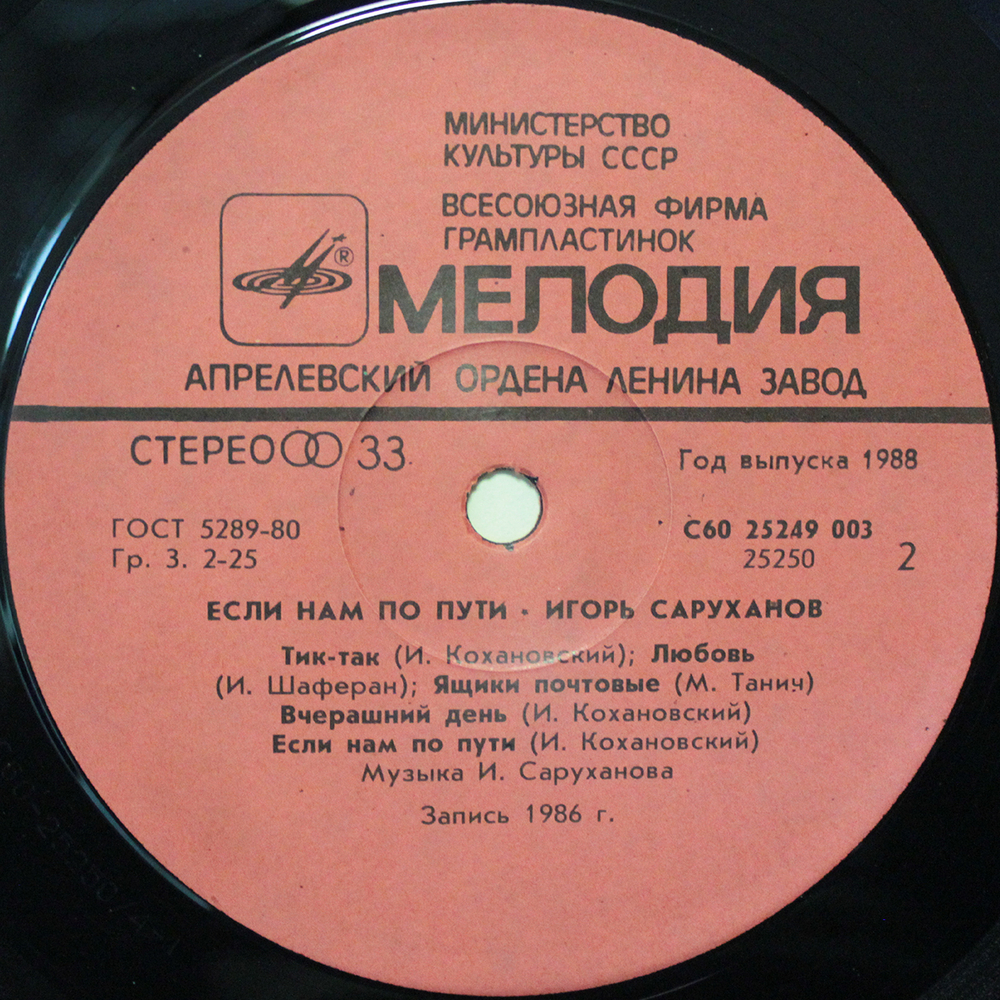 МИНИСТЕРСТВО
КУЛЬТУРЫ СССР
ВСЕСОЮЗНАЯ ФИРМА
ГРАМПЛАСТИНОК
®
МЕЛОДИЯ
АПРЕЛЕВСКИЙ ОРДЕНА ЛЕНИНА ЗАВОД
СТЕРЕО 33
Год выпуска 1988
ГОСТ 5289-80
Гр. 3. 2-25
С60 25249 003
25250
2
ЕСЛИ НАМ ПО ПУТИ · ИГОРЬ САРУХАНОВ
Тик-так (И. Кохановский); Любовь
(И. Шаферан); Ящики почтовые (М. Танич)
Вчерашний день (И. Кохановский)
Если нам по пути (И. Кохановский)
Музыка И. Саруханова
Запись 1986 г.